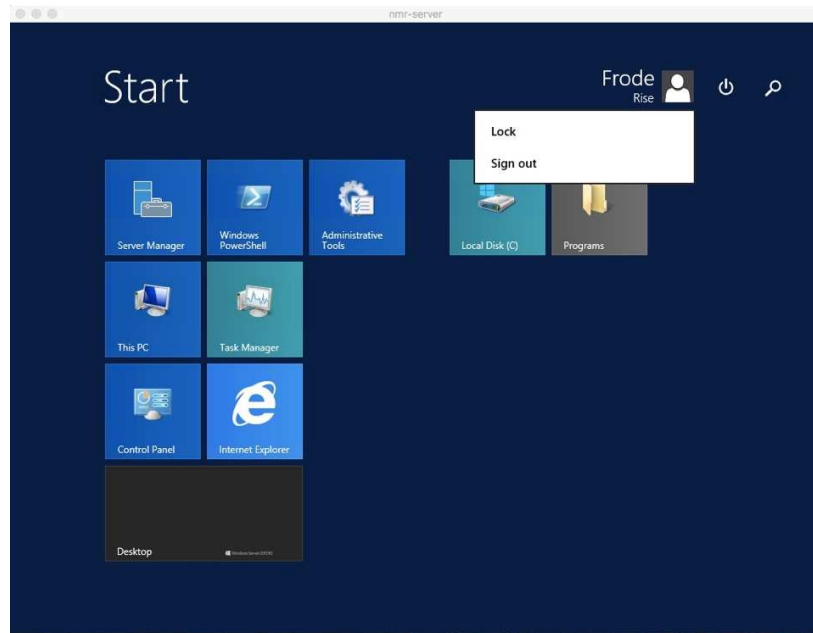 nmr-server
Start
Frode
Rise
Lock
Sign out
Server Manager
Windows
PowerShell
Administrative
Tools
Local Disk (C)
Programs
This PC
Task Manager
Control Panel
Internet Explorer
Desktop